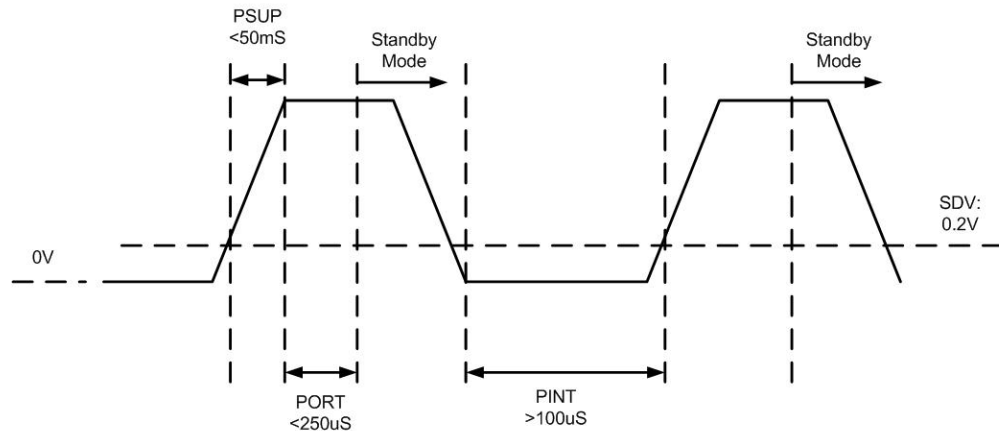 PSUP
<50mS
Standby
Mode
Standby
Mode
SDV:
0.2V
0V
PORT
<250uS
PINT
>100uS